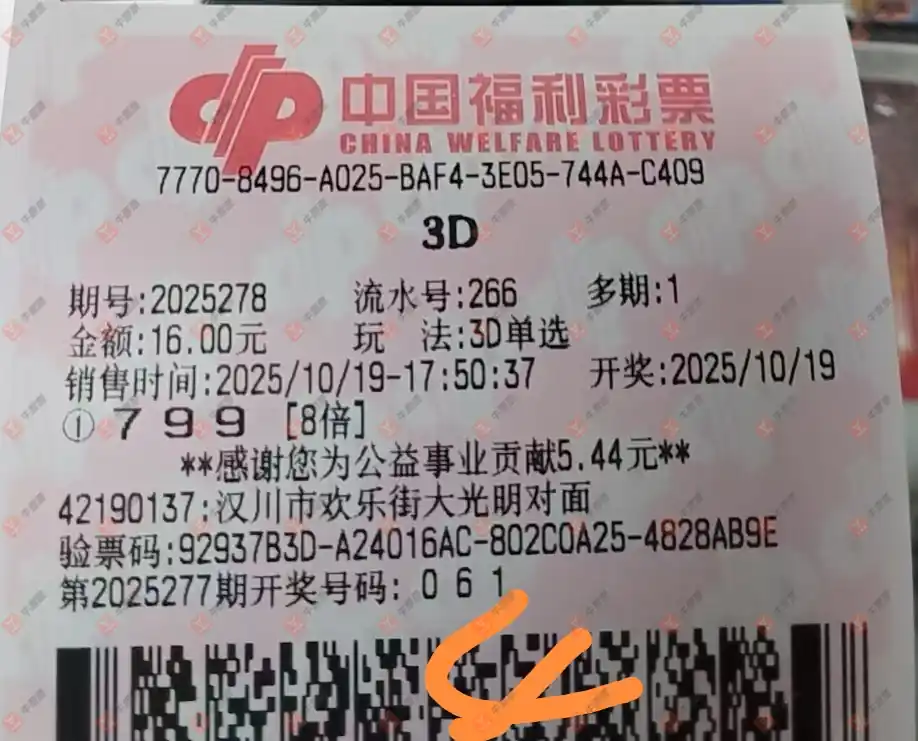 中国福利彩票
CHINA WELFARE LOTTERY
7770-8496-A025-BAF4-3E05-744A-C409
3D
期号:2025278 流水号:266 多期:1
金额:16.00元 玩 法:3D单选
销售时间:2025/10/19-17:50:37 开奖:2025/10/19
① 7 9 9 [8倍]
**感谢您为公益事业贡献5.44元**
42190137:汉川市欢乐街大光明对面
验票码:92937B3D-A24016AC-802C0A25-4828AB9E
第2025277期开奖号码: 0 6 1